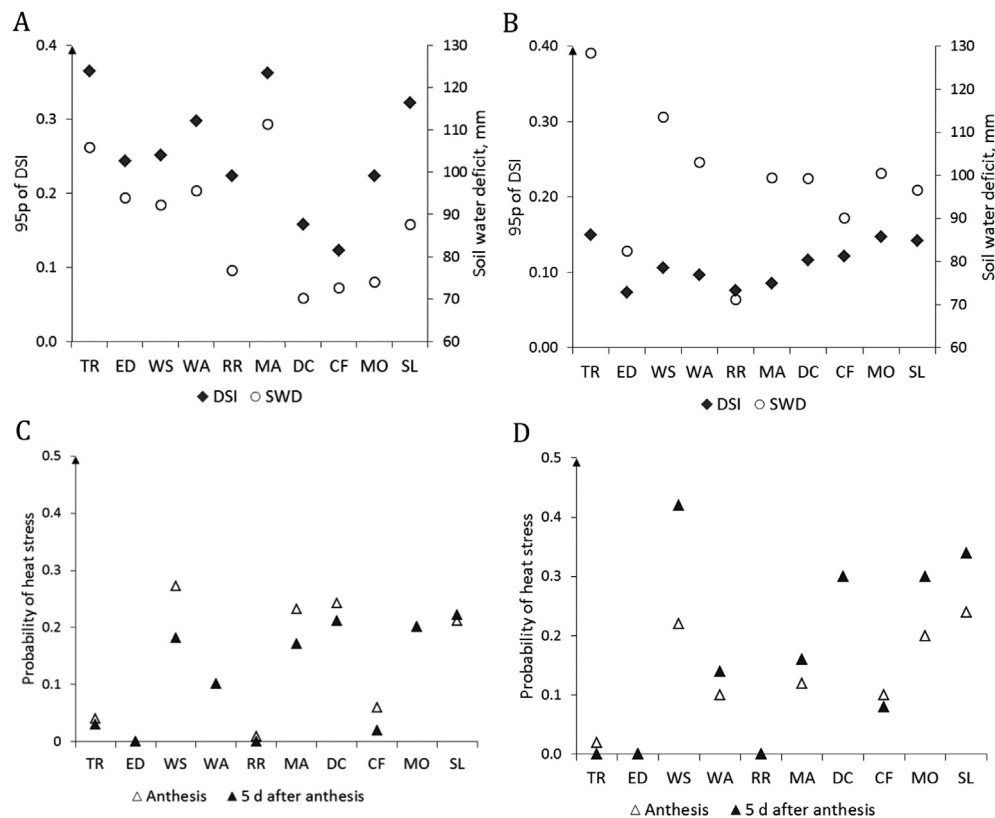 A
95p of DSI
Soil water deficit, mm
0.4
0.3
0.2
0.1
0.0
130
120
110
100
90
80
70
60
TR ED WS WA RR MA DC CF MO SL
◆DSI ○SWD
B
95p of DSI
Soil water deficit, mm
0.40
0.30
0.20
0.10
0.00
130
120
110
100
90
80
70
60
TR ED WS WA RR MA DC CF MO SL
◆DSI ○SWD
C
Probability of heat stress
0.5
0.4
0.3
0.2
0.1
0
TR ED WS WA RR MA DC CF MO SL
△Anthesis ▲5 d after anthesis
D
Probability of heat stress
0.5
0.4
0.3
0.2
0.1
0.0
TR ED WS WA RR MA DC CF MO SL
△Anthesis ▲5 d after anthesis